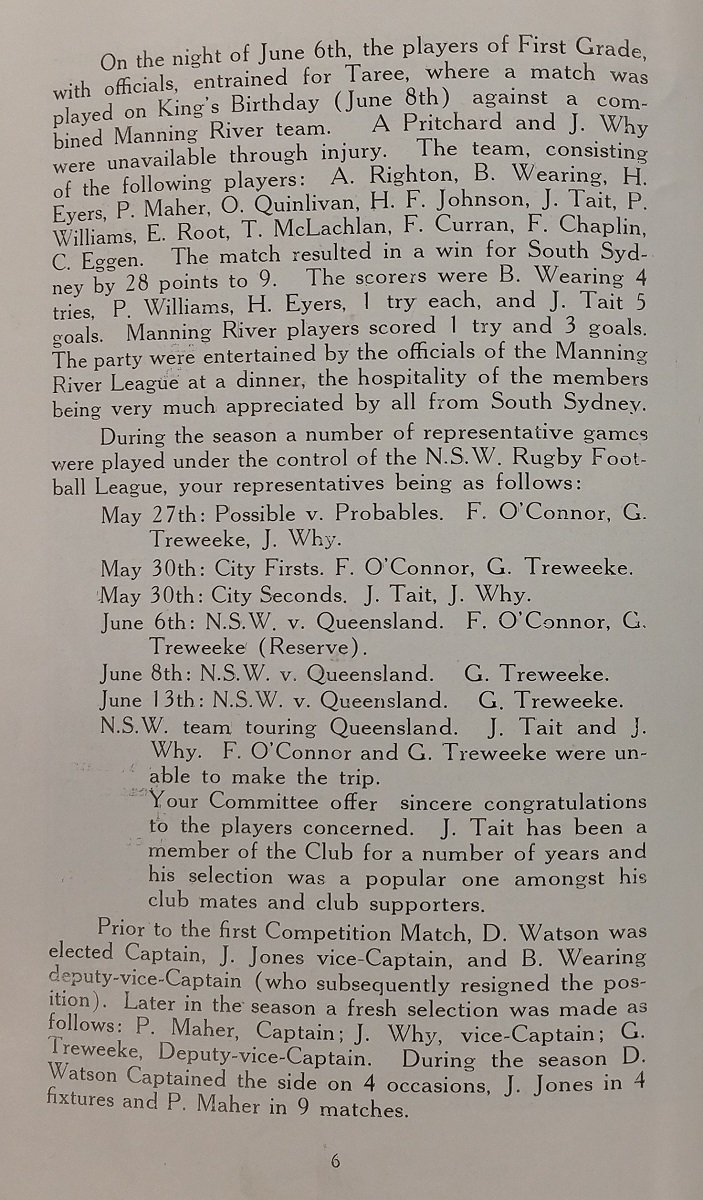 On the night of June 6th, the players of First Grade,
with officials, entrained for Taree, where a match was
played on King's Birthday (June 8th) against a com-
bined Manning River team. A Pritchard and J. Why
were unavailable through injury. The team, consisting
of the following players: A. Righton, B. Wearing, H.
Eyers, P. Maher, O. Quinlivan, H. F. Johnson, J. Tait, P.
Williams, E. Root, T. McLachlan, F. Curran, F. Chaplin,
C. Eggen. The match resulted in a win for South Syd-
ney by 28 points to 9. The scorers were B. Wearing 4
tries, P. Williams, H. Eyers, 1 try each, and J. Tait 5
goals. Manning River players scored 1 try and 3 goals.
The party were entertained by the officials of the Manning
River League at a dinner, the hospitality of the members
being very much appreciated by all from South Sydney.
During the season a number of representative games
were played under the control of the N.S.W. Rugby Foot-
ball League, your representatives being as follows:
May 27th: Possible v. Probables. F. O'Connor, G.
Treweeke, J. Why.
May 30th: City Firsts. F. O'Connor, G. Treweeke.
May 30th: City Seconds. J. Tait, J. Why.
June 6th: N.S.W. v. Queensland. F. O'Connor, G.
Treweeke (Reserve).
June 8th: N.S.W. v. Queensland. G. Treweeke.
June 13th: N.S.W. v. Queensland. G. Treweeke.
N.S.W. team touring Queensland. J. Tait and J.
Why. F. O'Connor and G. Treweeke were un-
able to make the trip.
Your Committee offer sincere congratulations
to the players concerned. J. Tait has been a
member of the Club for a number of years and
his selection was a popular one amongst his
club mates and club supporters.
Prior to the first Competition Match, D. Watson was
elected Captain, J. Jones vice-Captain, and B. Wearing
deputy-vice-Captain (who subsequently resigned the pos-
ition). Later in the season a fresh selection was made as
follows: P. Maher, Captain; J. Why, vice-Captain; G.
Treweeke, Deputy-vice-Captain. During the season D.
Watson Captained the side on 4 occasions, J. Jones in 4
fixtures and P. Maher in 9 matches.
6